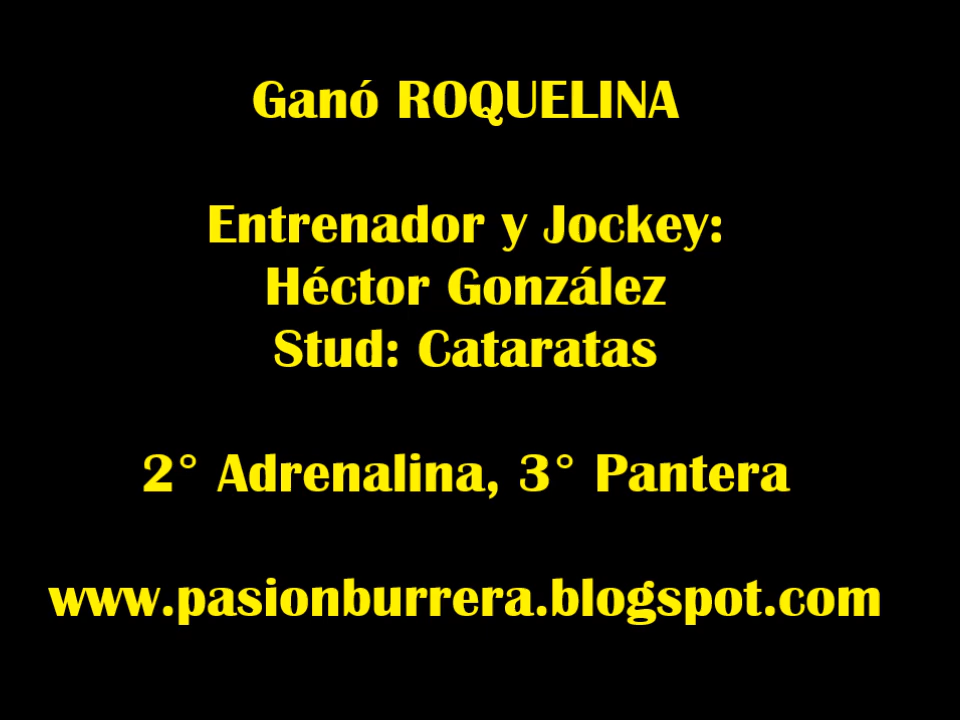 Ganó ROQUELINA
Entrenador y Jockey:
Héctor González
Stud: Cataratas
2° Adrenalina, 3° Pantera
www.pasionburrera.blogspot.com